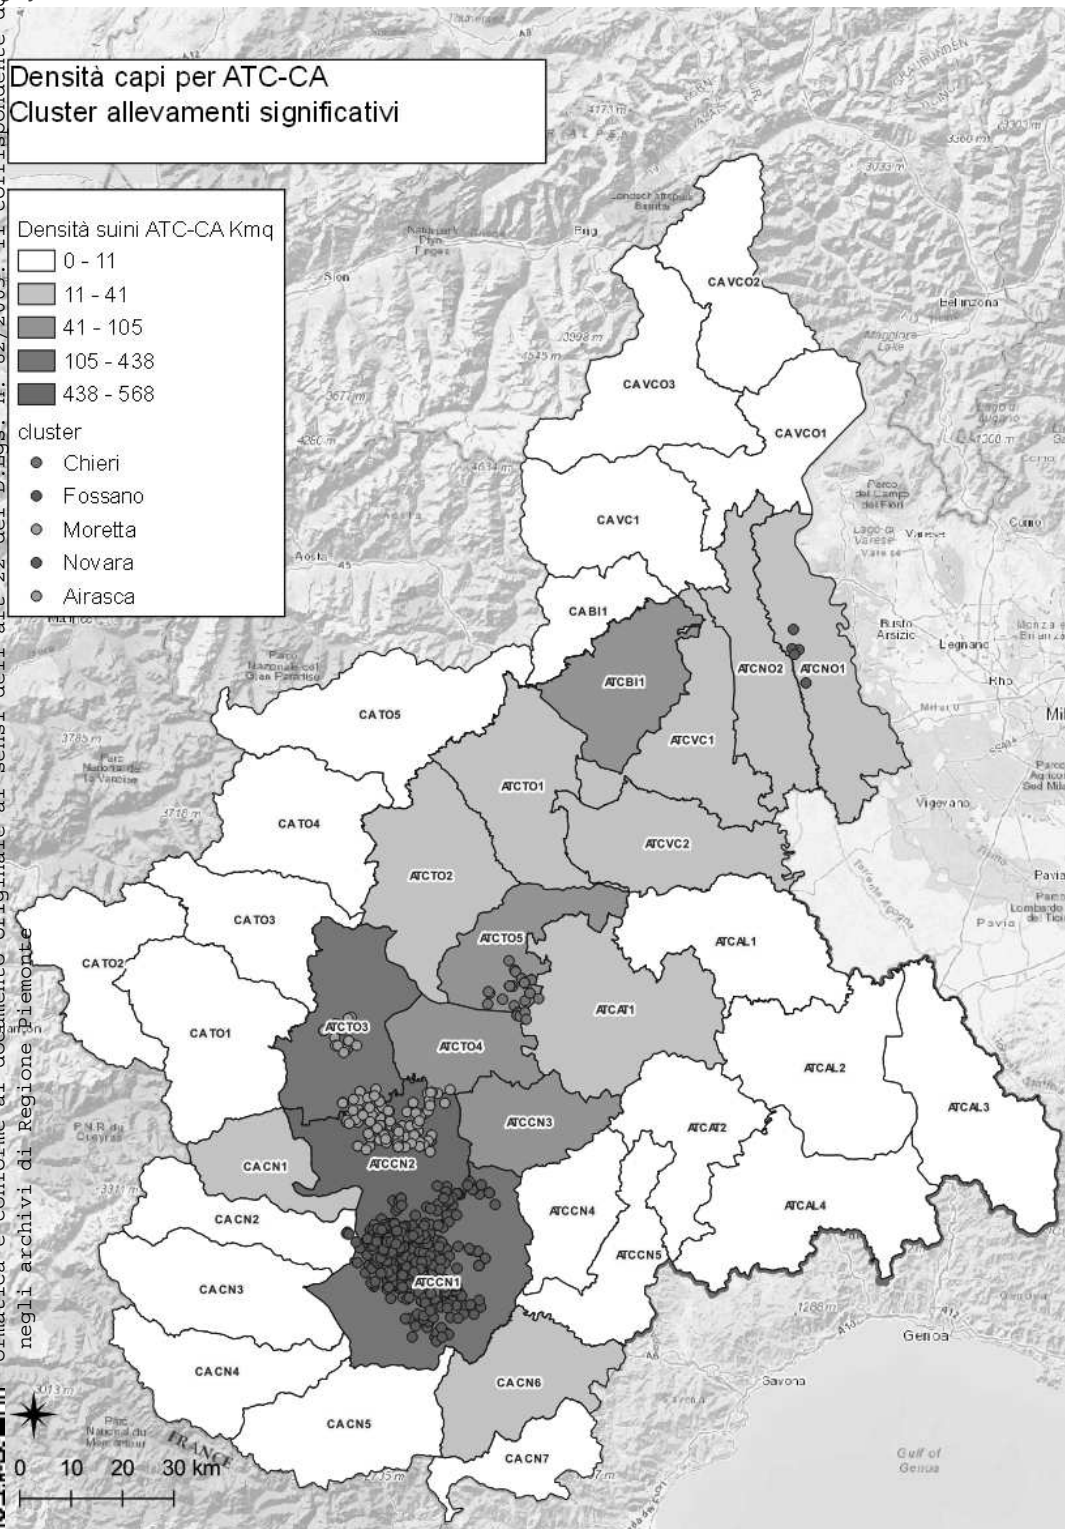 Densità capi per ATC-CA
Cluster allevamenti significativi
Densità suini ATC-CA Kmq
0 - 11
11 - 41
41 - 105
105 - 438
438 - 568
cluster
Chieri
Fossano
Moretta
Novara
Airasca
CAVCO2
CAVCO3
CAVCO1
CAVC1
CABI1
ATCBI1
ATCNO2
ATCNO1
CATO5
ATCVC1
ATCTO1
CATO4
ATCVC2
ATCTO2
CATO3
ATCTO5
ATCAL1
CATO2
ATCAT1
CATO1
ATCTO3
ATCTO4
ATCAL2
ATCAL3
ATCCN3
ATCAT2
CACN1
ATCCN2
CACN2
ATCCN4
ATCAL4
ATCCN5
CACN3
ATCCN1
CACN4
CACN6
CACN5
CACN7
Sion
Brig
Bellinzona
Aosta
Varese
Como
Busto
Arsizio
Legnano
Rho
Mil
Vigevano
Pavia
Pavia
Genoa
Savona
Gulf of
Genoa
FRANCE
0 10 20 30 km
negli archivi di Regione Piemonte